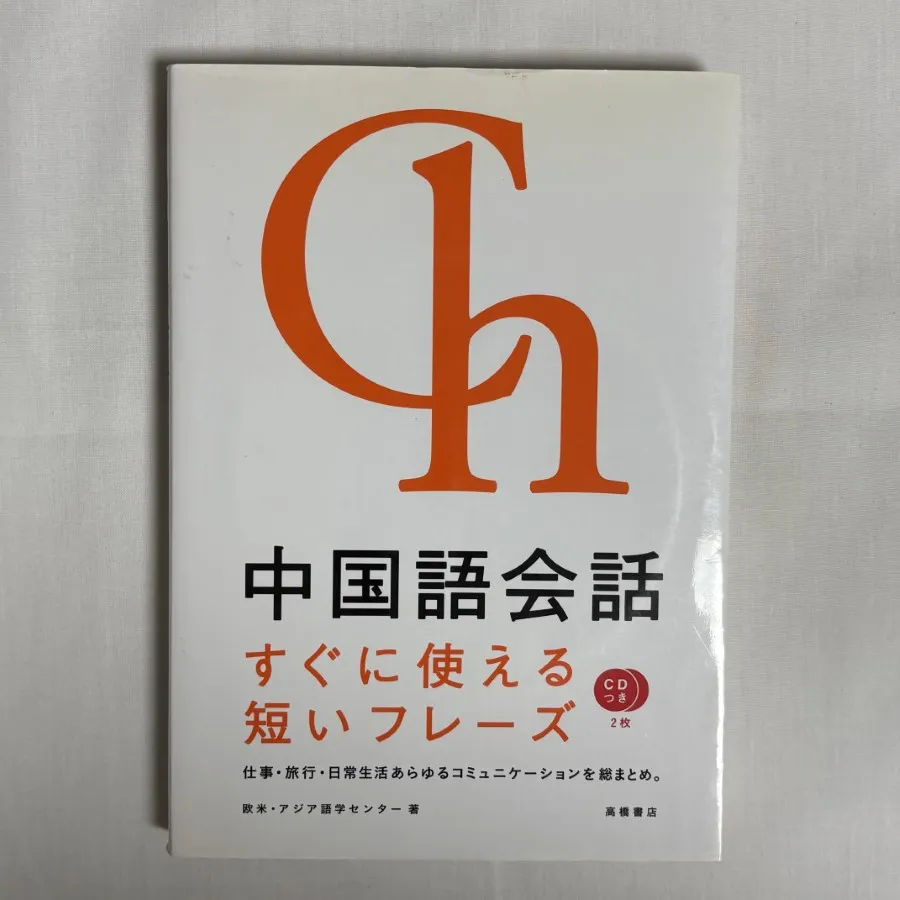 Ch
中国語会話
すぐに使える
短いフレーズ
CD
つき
2枚
仕事・旅行・日常生活あらゆるコミュニケーションを総まとめ。
欧米・アジア語学センター 著
高橋書店